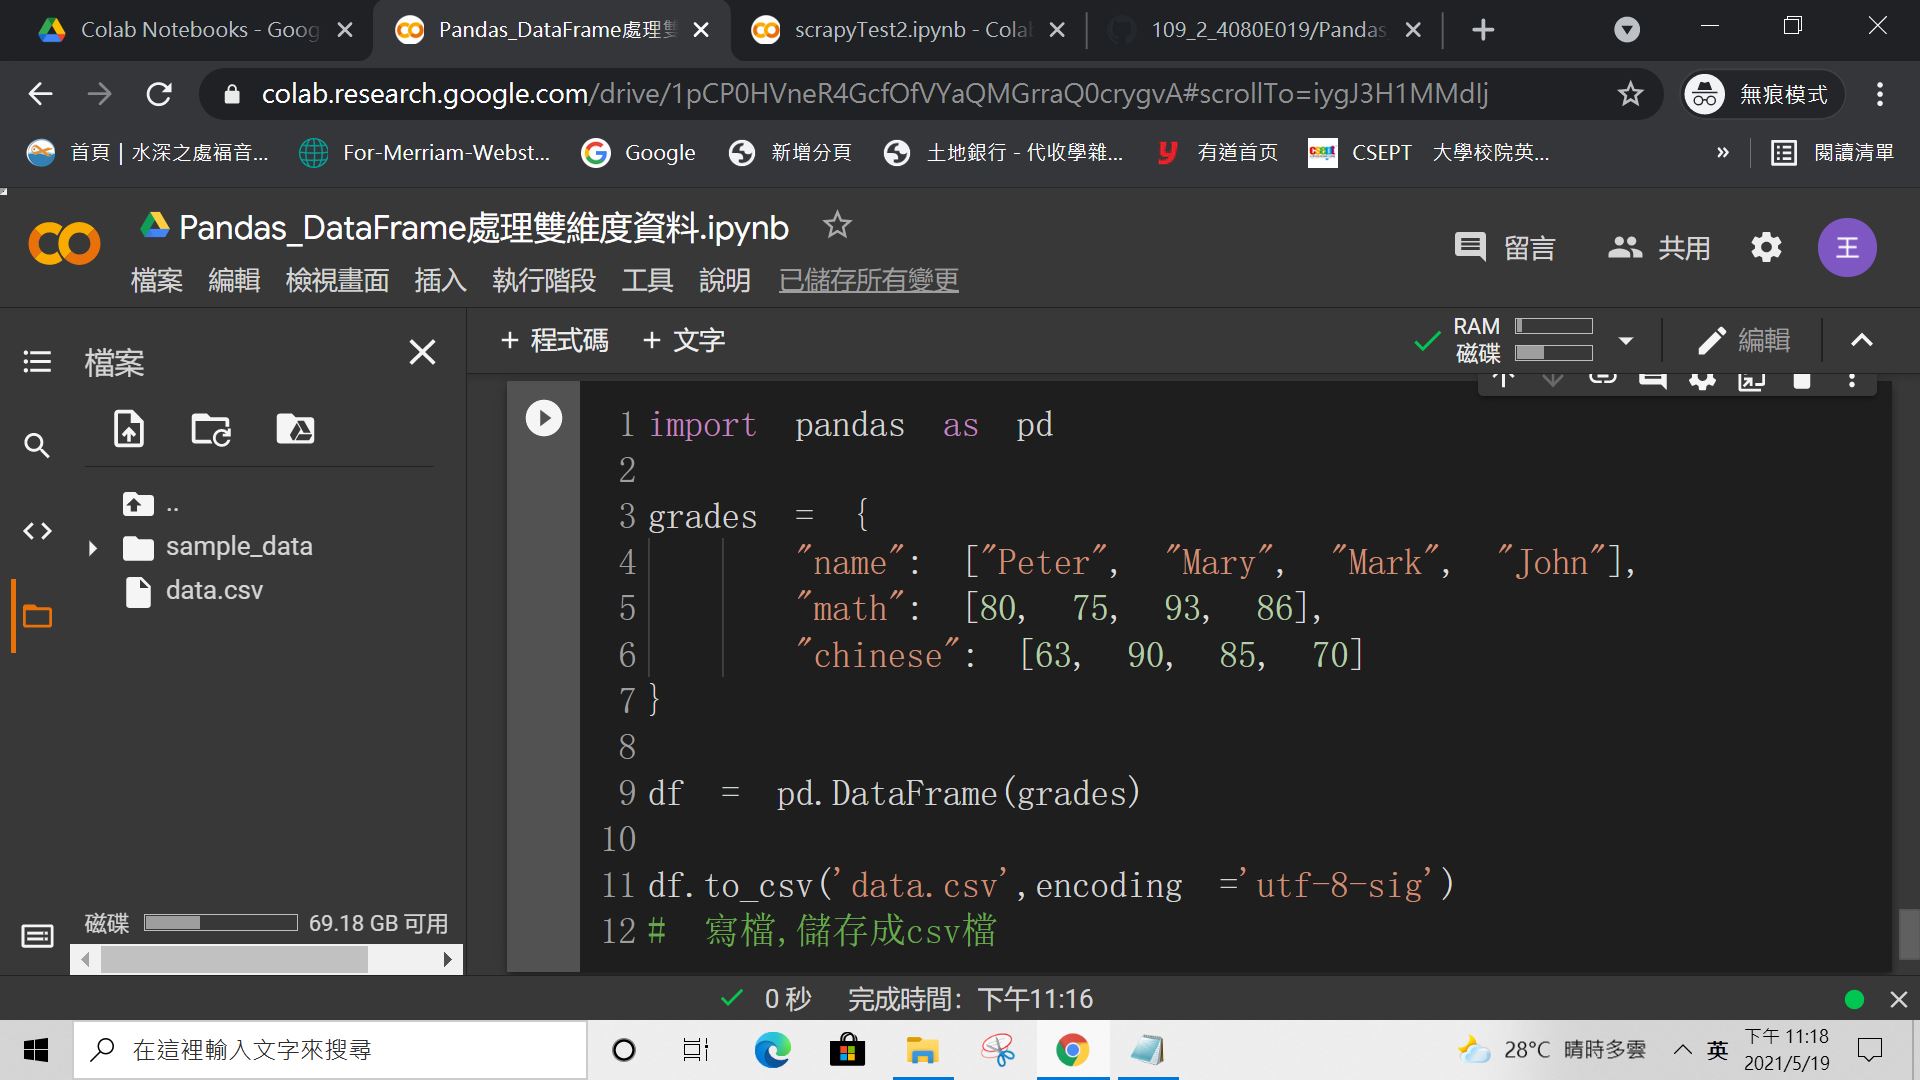 Colab Notebooks - Goog
Pandas_DataFrame處理雙
scrapyTest2.ipynb - Colab
109_2_4080E019/Pandas_
colab.research.google.com/drive/1pCP0HVneR4GcfOfVYaQMGrraQ0crygvA#scrollTo=iygJ3H1MMdIj
無痕模式
首頁 | 水深之處福音...
For-Merriam-Webst...
Google
新增分頁
土地銀行 - 代收學雜...
有道首页
CSEPT 大學校院英...
»
閱讀清單
Pandas_DataFrame處理雙維度資料.ipynb
留言
共用
王
檔案 編輯 檢視畫面 插入 執行階段 工具 說明 已儲存所有變更
檔案
+ 程式碼 + 文字
RAM
磁碟
編輯
..
sample_data
data.csv
磁碟 69.18 GB 可用
1 import pandas as pd
2
3 grades = {
4 "name": ["Peter", "Mary", "Mark", "John"],
5 "math": [80, 75, 93, 86],
6 "chinese": [63, 90, 85, 70]
7 }
8
9 df = pd.DataFrame(grades)
10
11 df.to_csv('data.csv',encoding ='utf-8-sig')
12 # 寫檔,儲存成csv檔
0 秒 完成時間: 下午11:16
在這裡輸入文字來搜尋
28°C 晴時多雲
英
下午 11:18
2021/5/19